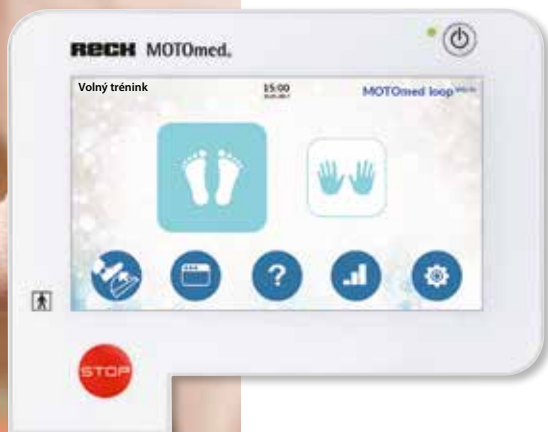 RECK MOTOmed.
Volný trénink
15:00
MOTOmed loop
?
STOP